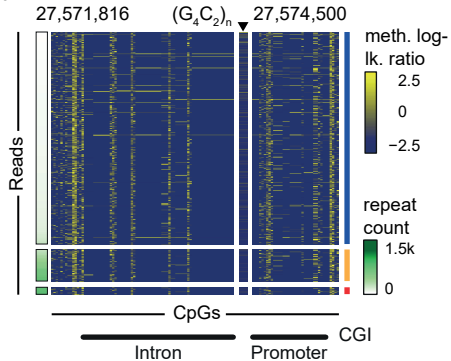 27,571,816 (G₄C₂)ₙ 27,574,500
meth. log-
lk. ratio
2.5
0
−2.5
Reads
repeat
count
1.5k
0
CpGs
CGI
Intron Promoter